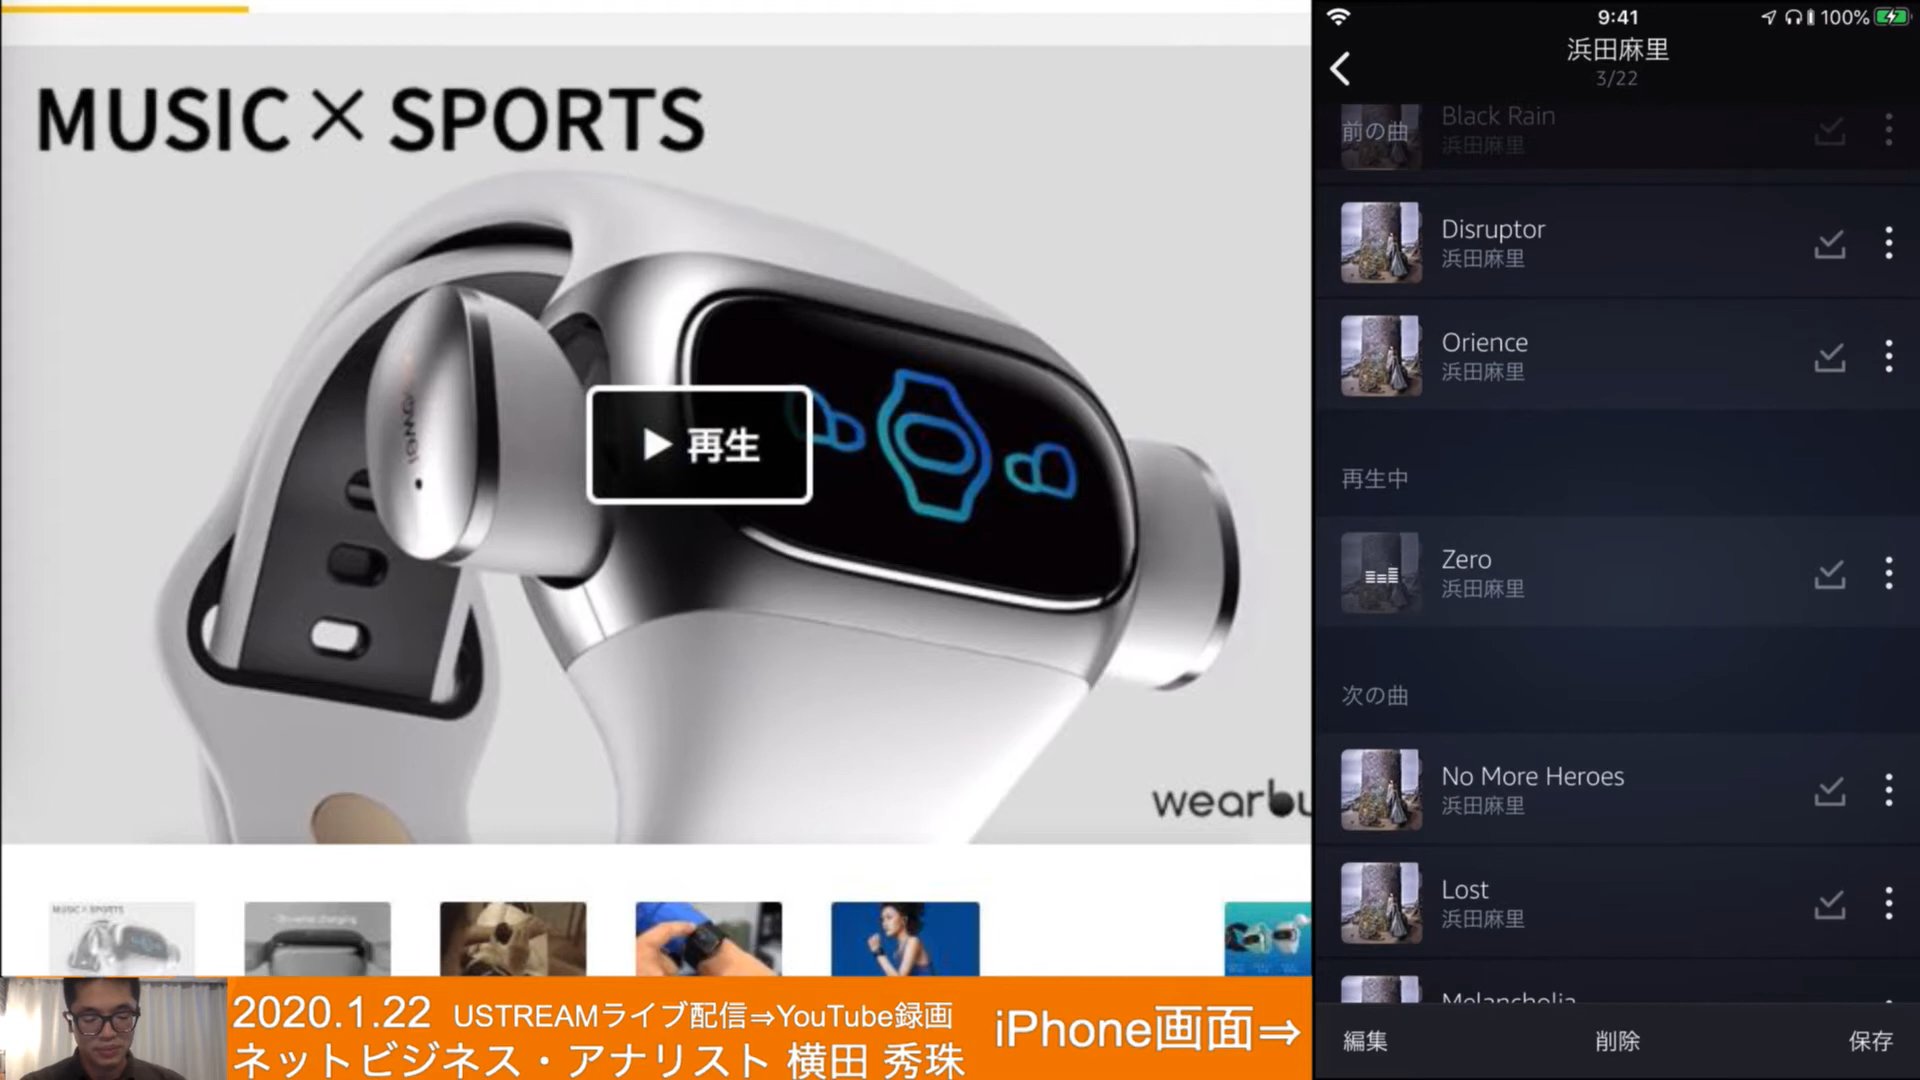 MUSIC×SPORTS
▶ 再生
MUSIC×SPORTS
2020.1.22 USTREAMライブ配信⇒YouTube録画
ネットビジネス・アナリスト 横田 秀珠
iPhone画面⇒
9:41
100%
浜田麻里
3/22
前の曲
Black Rain
浜田麻里
Disruptor
浜田麻里
Orience
浜田麻里
再生中
Zero
浜田麻里
次の曲
No More Heroes
浜田麻里
Lost
浜田麻里
Melancholia
編集
削除
保存